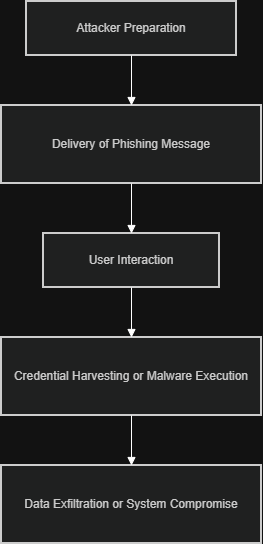 Attacker Preparation
Delivery of Phishing Message
User Interaction
Credential Harvesting or Malware Execution
Data Exfiltration or System Compromise